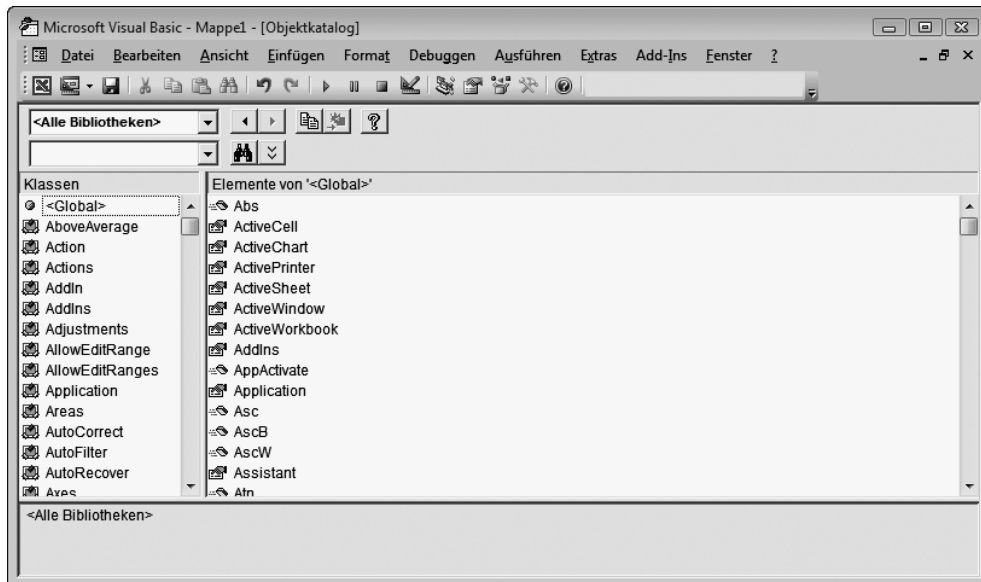 Microsoft Visual Basic - Mappe1 - [Objektkatalog]
Datei Bearbeiten Ansicht Einfügen Format Debuggen Ausführen Extras Add-Ins Fenster ?
<Alle Bibliotheken>
Klassen
<Global>
AboveAverage
Action
Actions
AddIn
AddIns
Adjustments
AllowEditRange
AllowEditRanges
Application
Areas
AutoCorrect
AutoFilter
AutoRecover
Axes
Elemente von '<Global>'
Abs
ActiveCell
ActiveChart
ActivePrinter
ActiveSheet
ActiveWindow
ActiveWorkbook
AddIns
AppActivate
Application
Asc
AscB
AscW
Assistant
Atn
<Alle Bibliotheken>